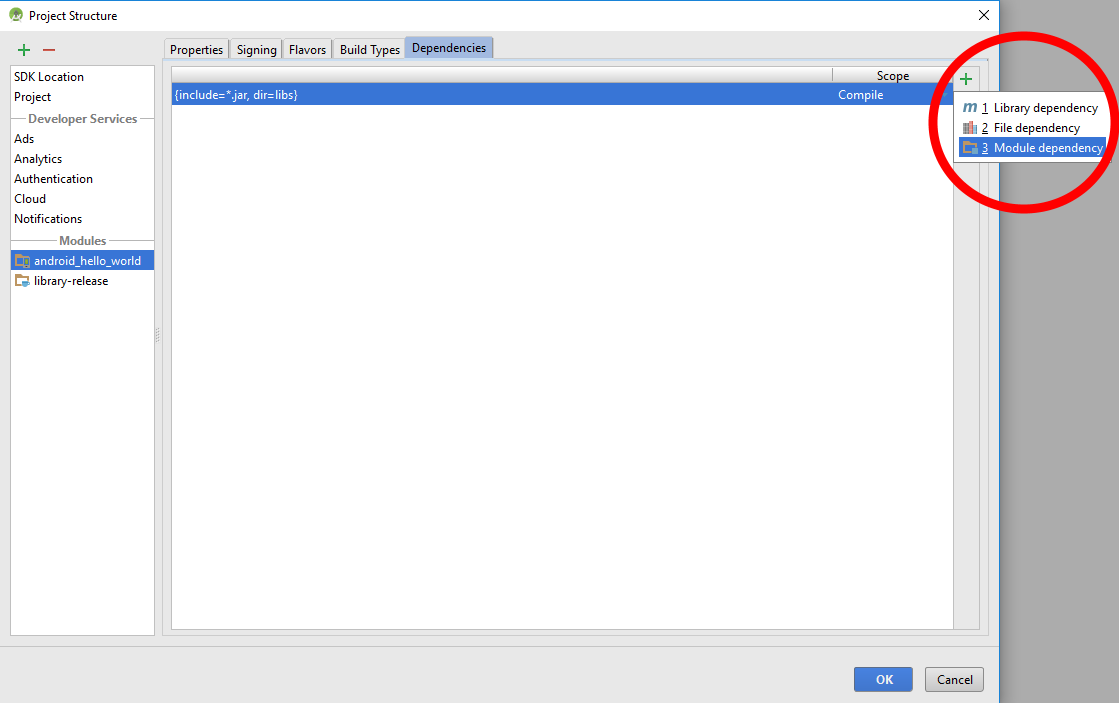 Project Structure
Properties Signing Flavors Build Types Dependencies
SDK Location
Project
Developer Services
Ads
Analytics
Authentication
Cloud
Notifications
Modules
android_hello_world
library-release
Scope
{include=*.jar, dir=libs} Compile
m 1 Library dependency
2 File dependency
3 Module dependency
OK Cancel